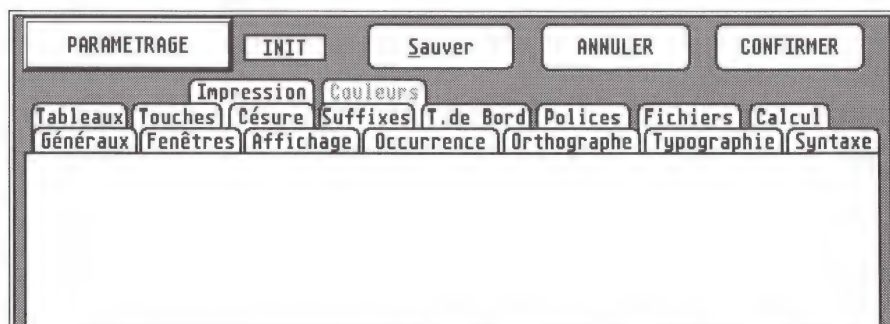 PARAMETRAGE INIT Sauver ANNULER CONFIRMER
Impression Couleurs
Tableaux Touches Césure Suffixes T.de Bord Polices Fichiers Calcul
Généraux Fenêtres Affichage Occurrence Orthographe Typographie Syntaxe